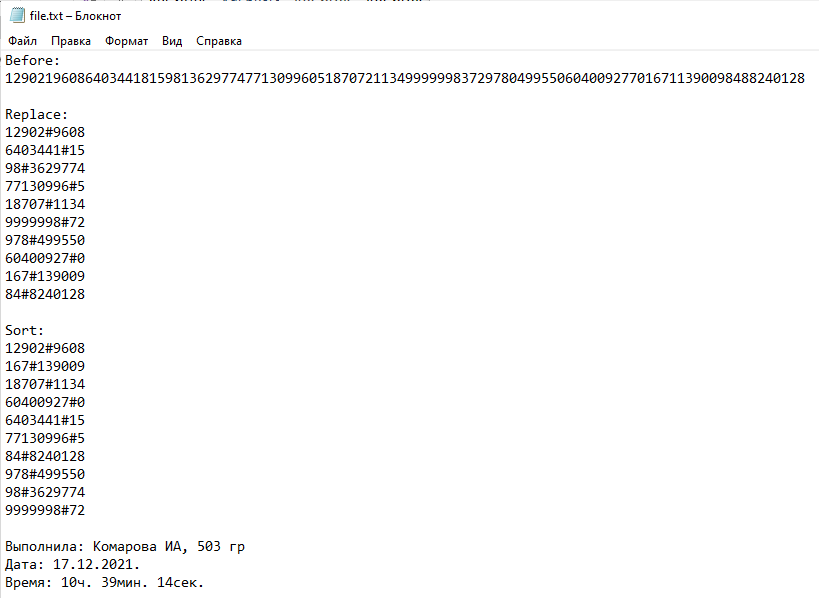 file.txt – Блокнот
Файл Правка Формат Вид Справка
Before:
1290219608640344181598136297747713099605187072113499999983729780499550604009277016711390098488240128
Replace:
12902#9608
6403441#15
98#3629774
77130996#5
18707#1134
9999998#72
978#499550
60400927#0
167#139009
84#8240128
Sort:
12902#9608
167#139009
18707#1134
60400927#0
6403441#15
77130996#5
84#8240128
978#499550
98#3629774
9999998#72
Выполнила: Комарова ИА, 503 гр
Дата: 17.12.2021.
Время: 10ч. 39мин. 14сек.